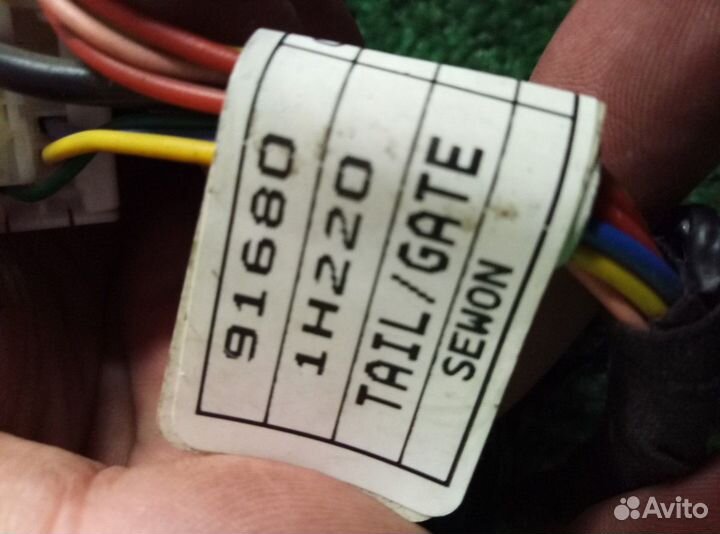 91680
1H220
TAIL/GATE
SEWON
Avito